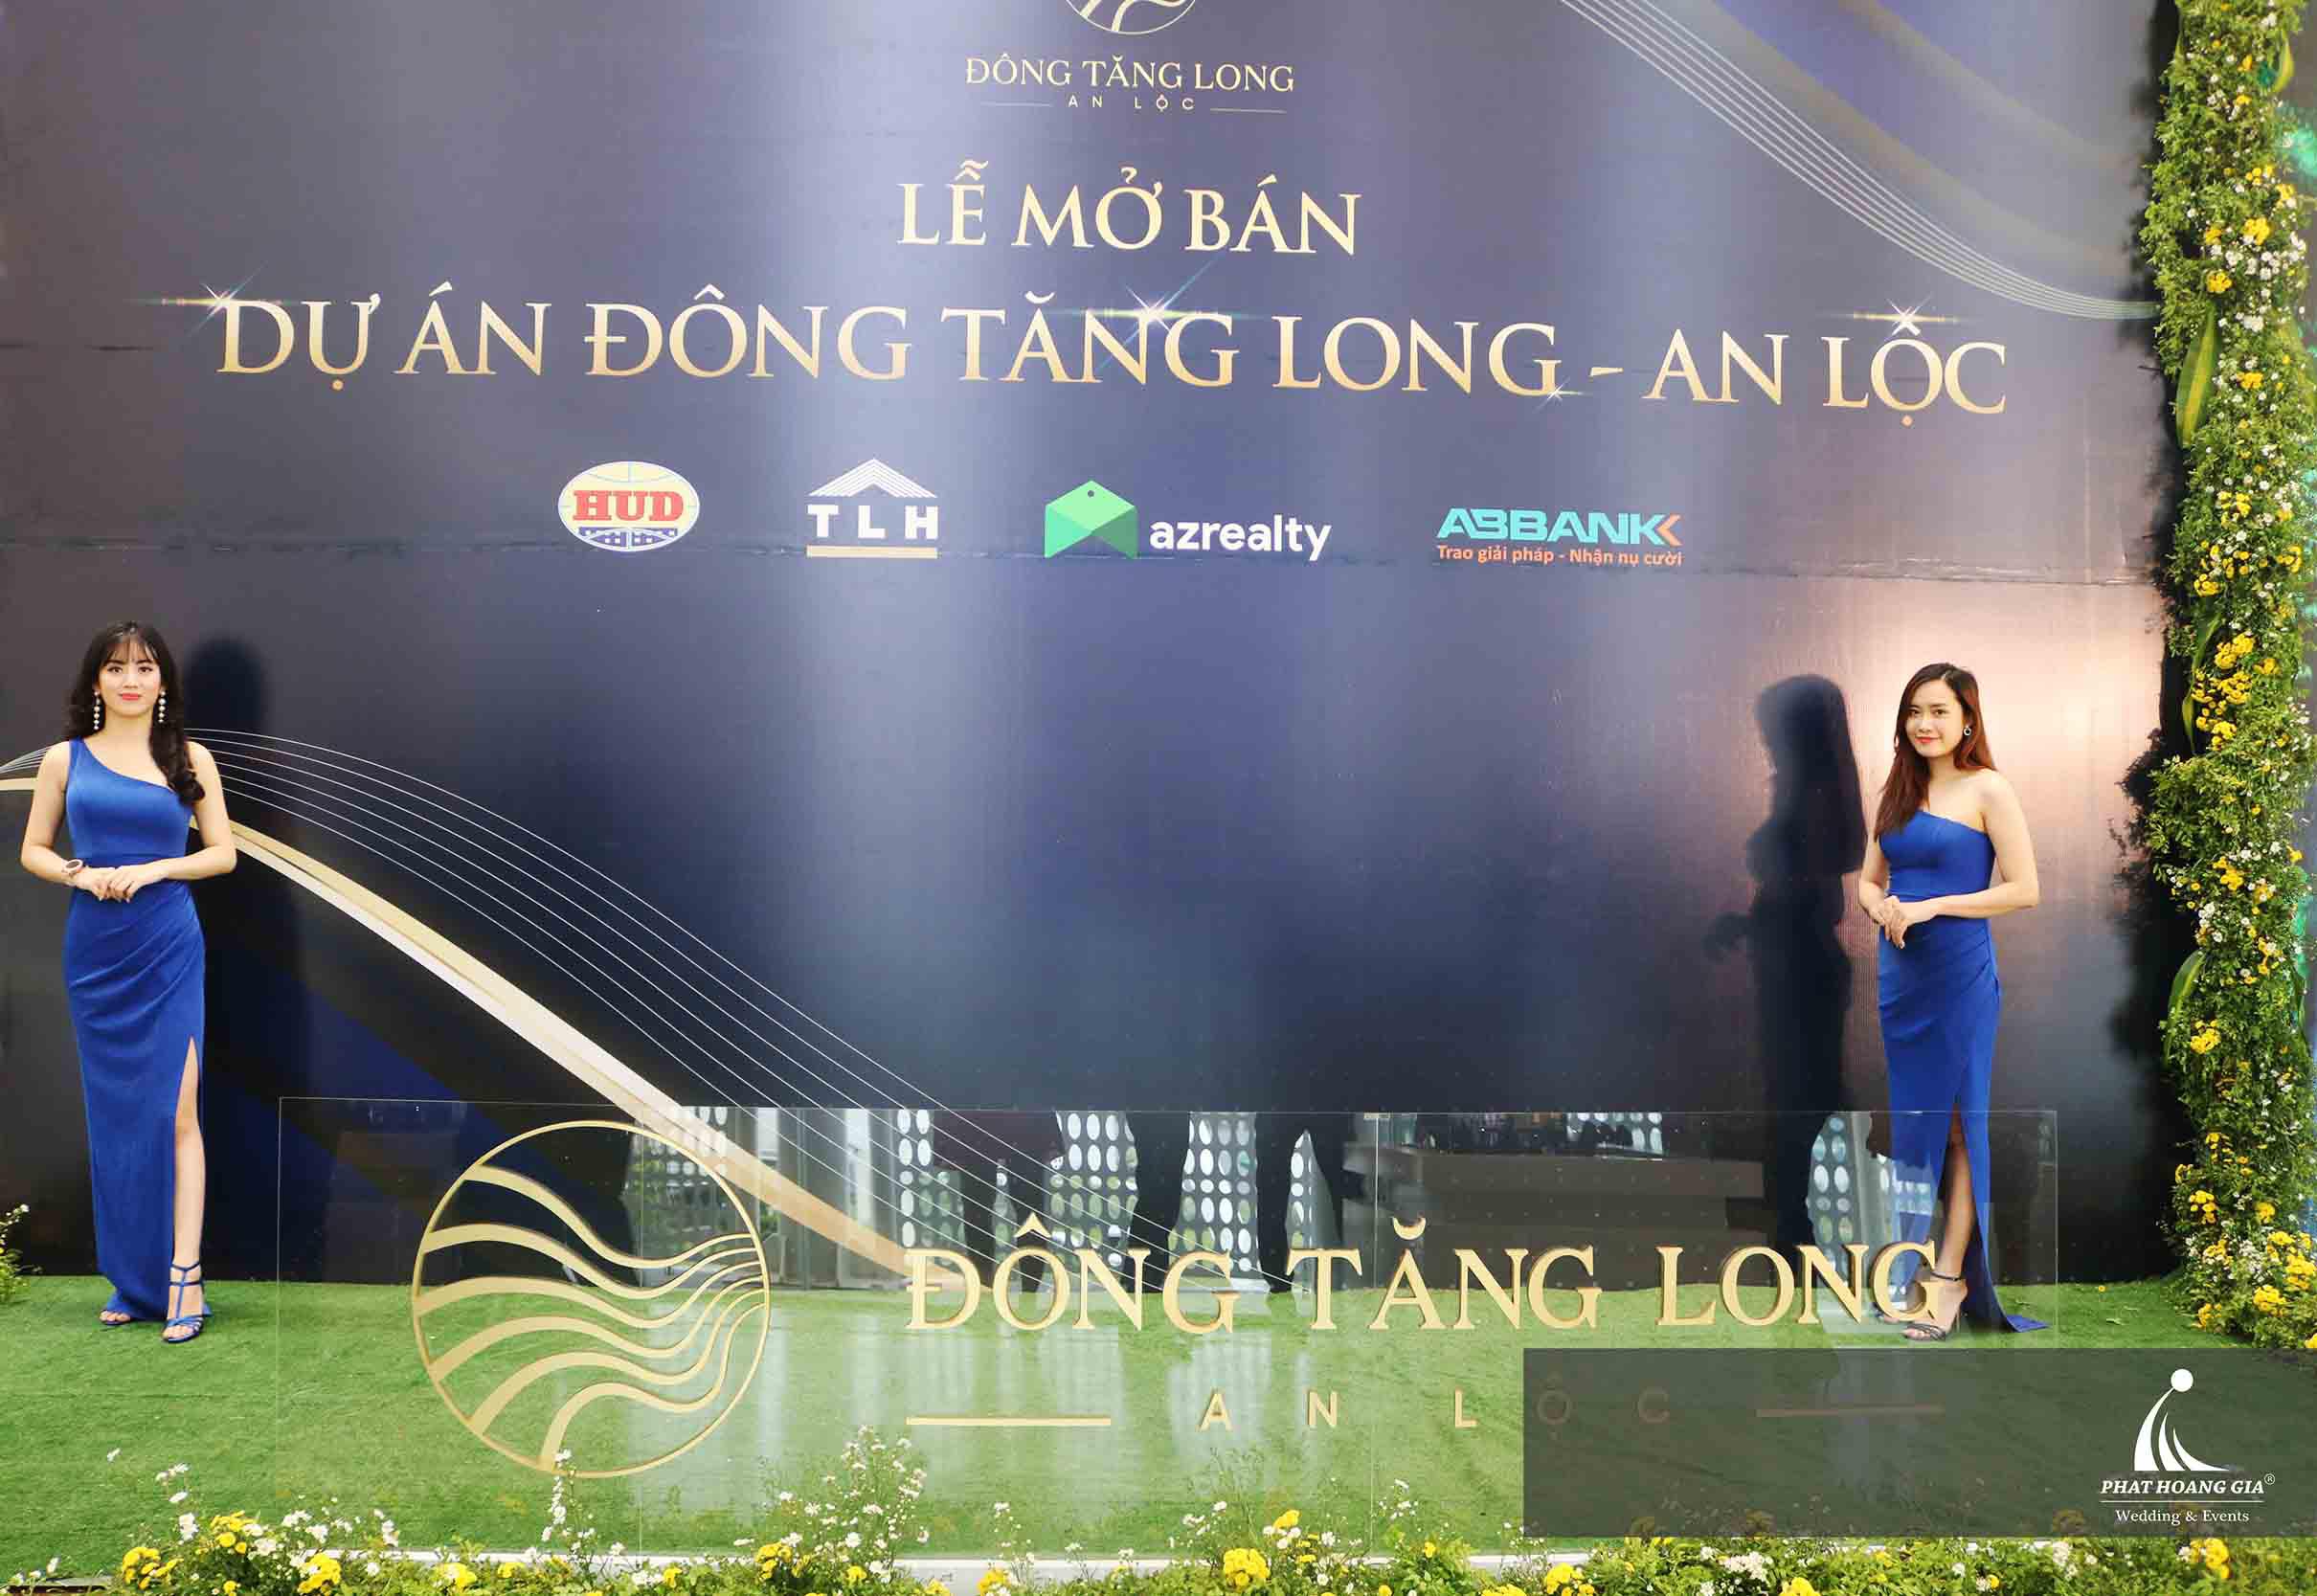 ĐÔNG TĂNG LONG
AN LỘC
LỄ MỞ BÁN
DỰ ÁN ĐÔNG TĂNG LONG - AN LỘC
HUD
TLH
azrealty
ABBANK
Trao giải pháp - Nhận nụ cười
ĐÔNG TĂNG LONG
AN LỘC
PHAT HOANG GIA®
Wedding & Events